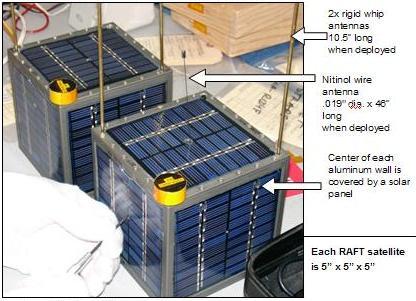 2x rigid whip
antennas
10.5" long
when deployed
Nitinol wire
antenna
.019" dia. x 46"
long
when deployed
Center of each
aluminum wall is
covered by a solar
panel
Each RAFT satellite
is 5" x 5" x 5"